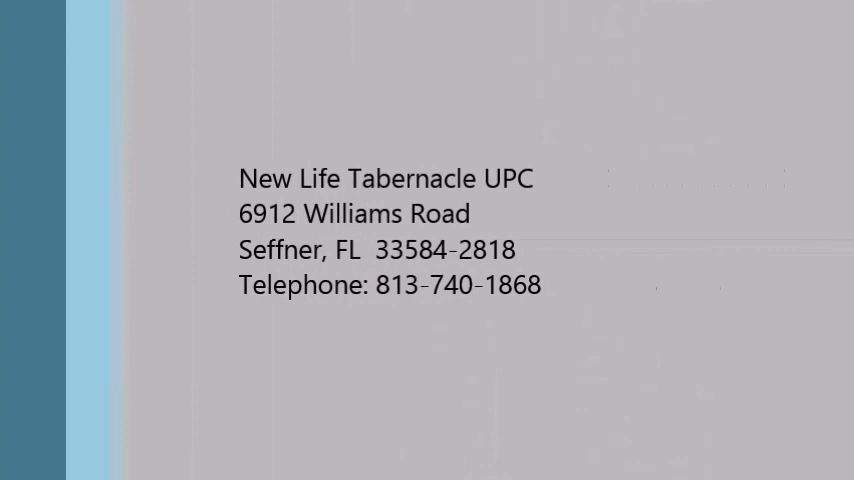 New Life Tabernacle UPC
6912 Williams Road
Seffner, FL  33584-2818
Telephone: 813-740-1868